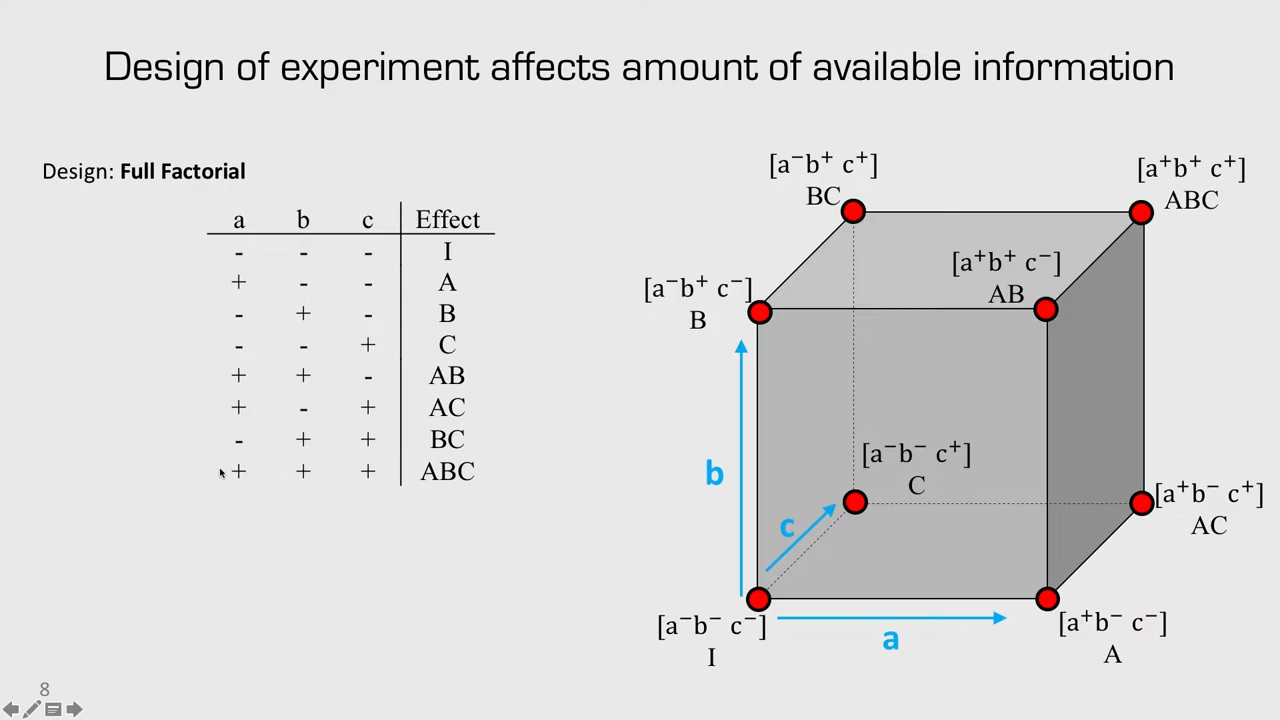 Design of experiment affects amount of available information
Design: Full Factorial
a b c Effect
- - - I
+ - - A
- + - B
- - + C
+ + - AB
+ - + AC
- + + BC
+ + + ABC
[a⁻b⁺ c⁺]
BC
[a⁺b⁺ c⁺]
ABC
[a⁻b⁺ c⁻]
B
[a⁺b⁺ c⁻]
AB
b
[a⁻b⁻ c⁺]
C
c
[a⁺b⁻ c⁺]
AC
[a⁻b⁻ c⁻]
I
a
[a⁺b⁻ c⁻]
A
8